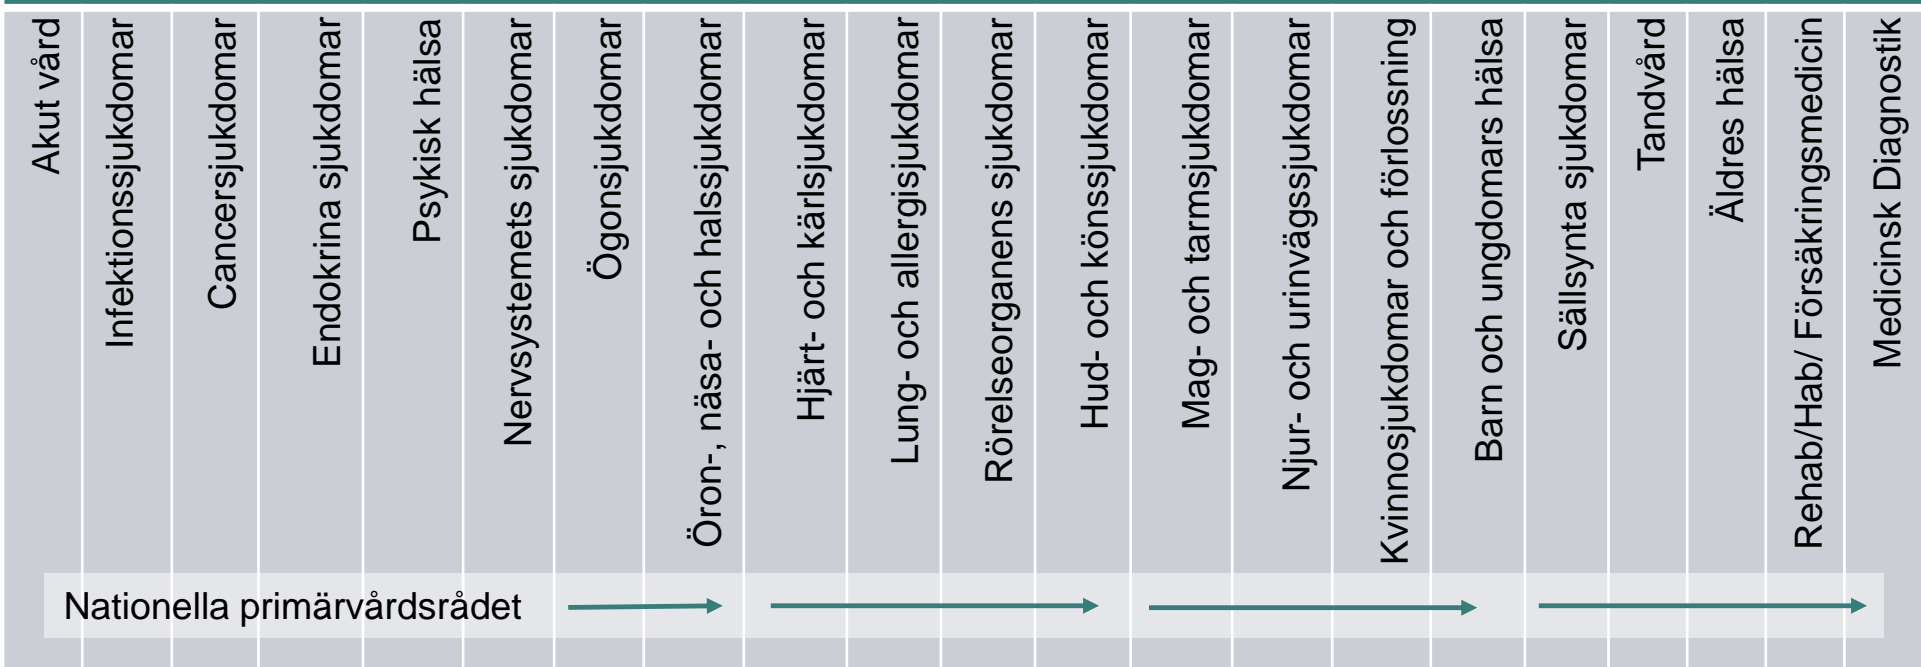 Akut vård
Infektionssjukdomar
Cancersjukdomar
Endokrina sjukdomar
Psykisk hälsa
Nervsystemets sjukdomar
Ögonsjukdomar
Öron-, näsa- och halssjukdomar
Hjärt- och kärlsjukdomar
Lung- och allergisjukdomar
Rörelseorganens sjukdomar
Hud- och könssjukdomar
Mag- och tarmsjukdomar
Njur- och urinvägssjukdomar
Kvinnosjukdomar och förlossning
Barn och ungdomars hälsa
Sällsynta sjukdomar
Tandvård
Äldres hälsa
Rehab/Hab/ Försäkringsmedicin
Medicinsk Diagnostik
Nationella primärvårdsrådet